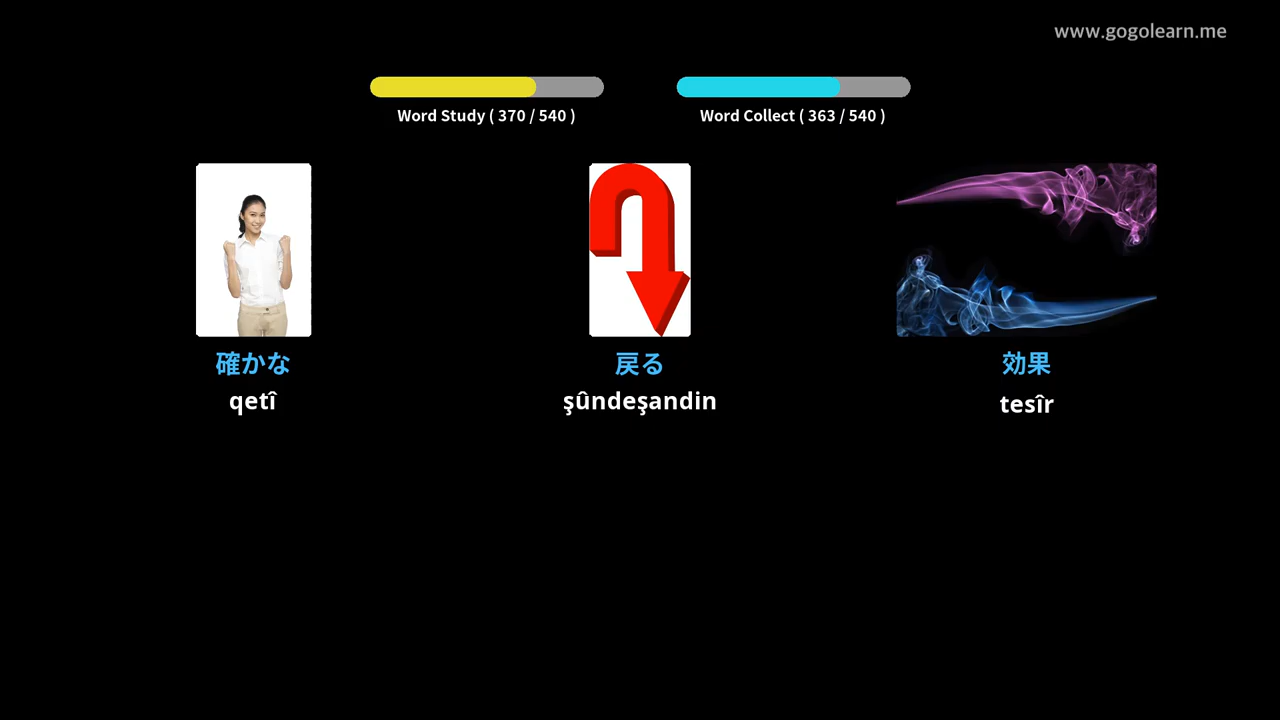 www.gogolearn.me
Word Study ( 370 / 540 )
Word Collect ( 363 / 540 )
確かな
qetî
戻る
şûndeşandin
効果
tesîr